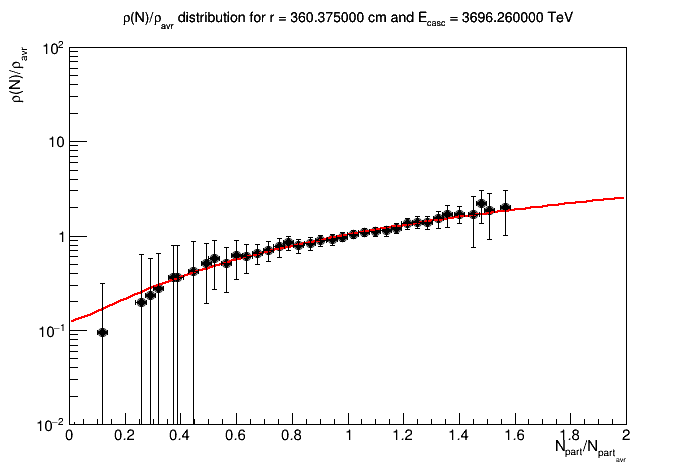 ρ(N)/ρavr distribution for r = 360.375000 cm and Ecasc = 3696.260000 TeV
ρ(N)/ρavr
10²
10
1
10⁻¹
10⁻²
0 0.2 0.4 0.6 0.8 1 1.2 1.4 1.6 1.8 2
Npart/Npartavr